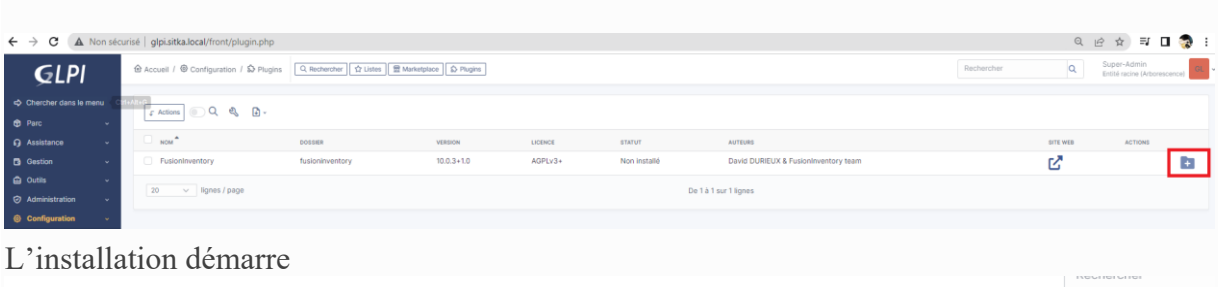 Non sécurisé | glpi.sitka.local/front/plugin.php
GLPI
Accueil / Configuration / Plugins Rechercher Listes Marketplace Plugins Rechercher Super-Admin
Entité racine (Arborescence)
GL
Chercher dans le menu
Parc
Assistance
Gestion
Outils
Administration
Configuration
Actions
NOM DOSSIER VERSION LICENCE STATUT AUTEURS SITE WEB ACTIONS
FusionInventory fusioninventory 10.0.3+1.0 AGPLv3+ Non installé David DURIEUX & FusionInventory team
20 lignes / page De 1 à 1 sur 1 lignes
L’installation démarre